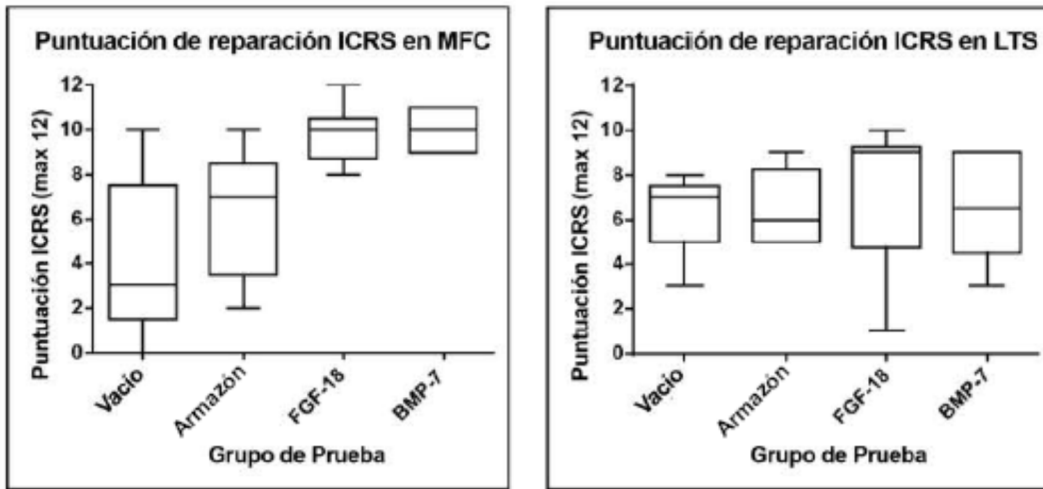 Puntuación de reparación ICRS en MFC
Puntuación ICRS (max 12)
12
10
8
6
4
2
0
Vacío
Armazón
FGF-18
BMP-7
Grupo de Prueba
Puntuación de reparación ICRS en LTS
Puntuación ICRS (max 12)
12
10
8
6
4
2
0
Vacío
Armazón
FGF-18
BMP-7
Grupo de Prueba